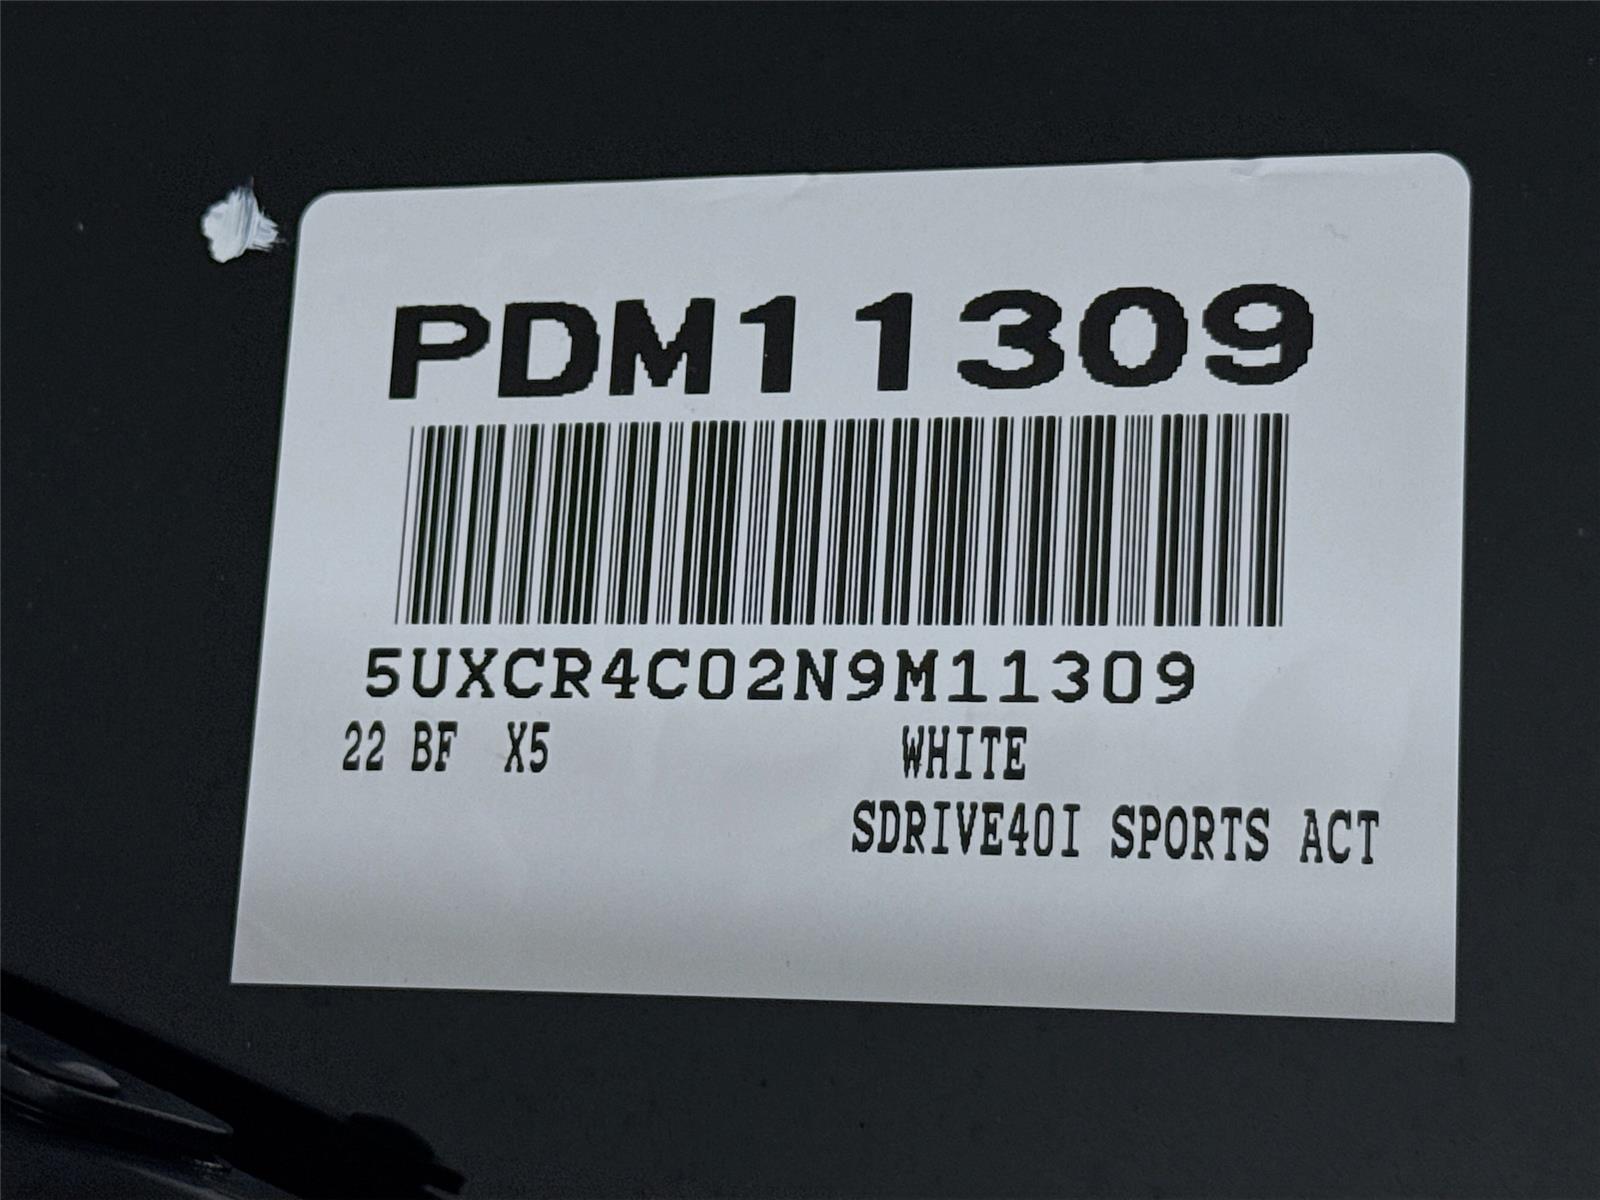 PDM11309
5UXCR4C02N9M11309
22 BF X5 WHITE
SDRIVE40I SPORTS ACT